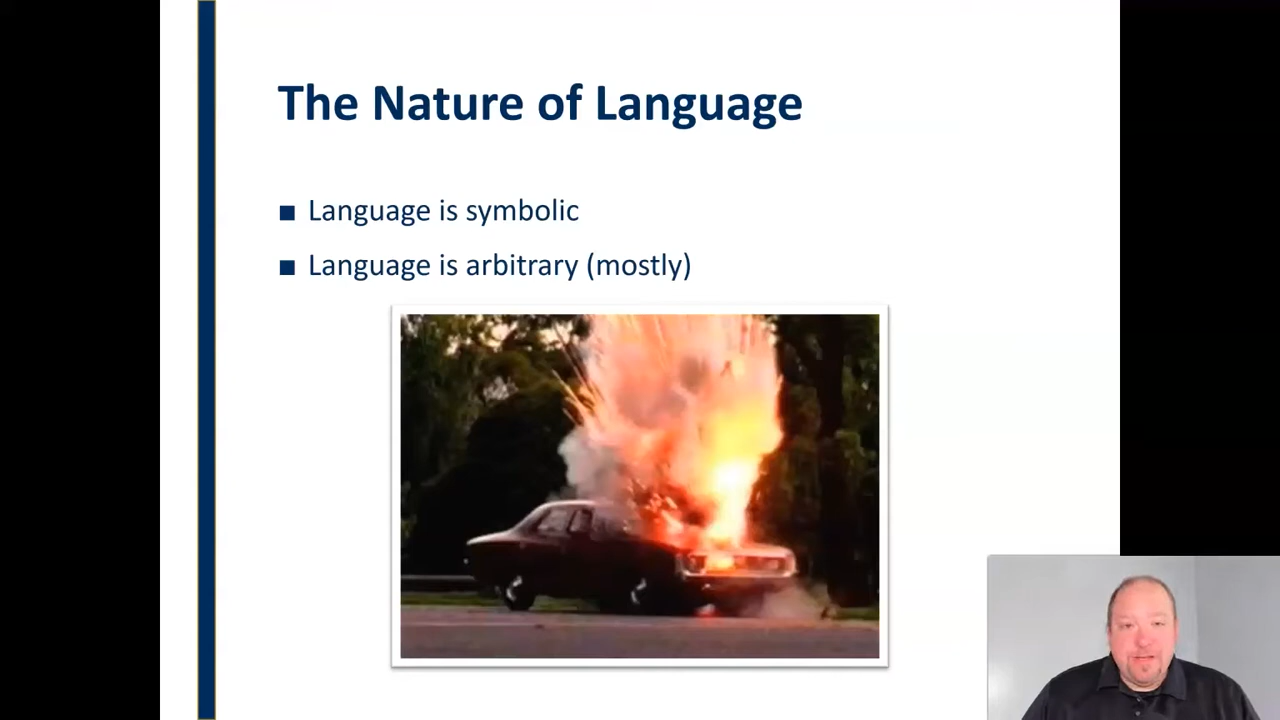 The Nature of Language
Language is symbolic
Language is arbitrary (mostly)